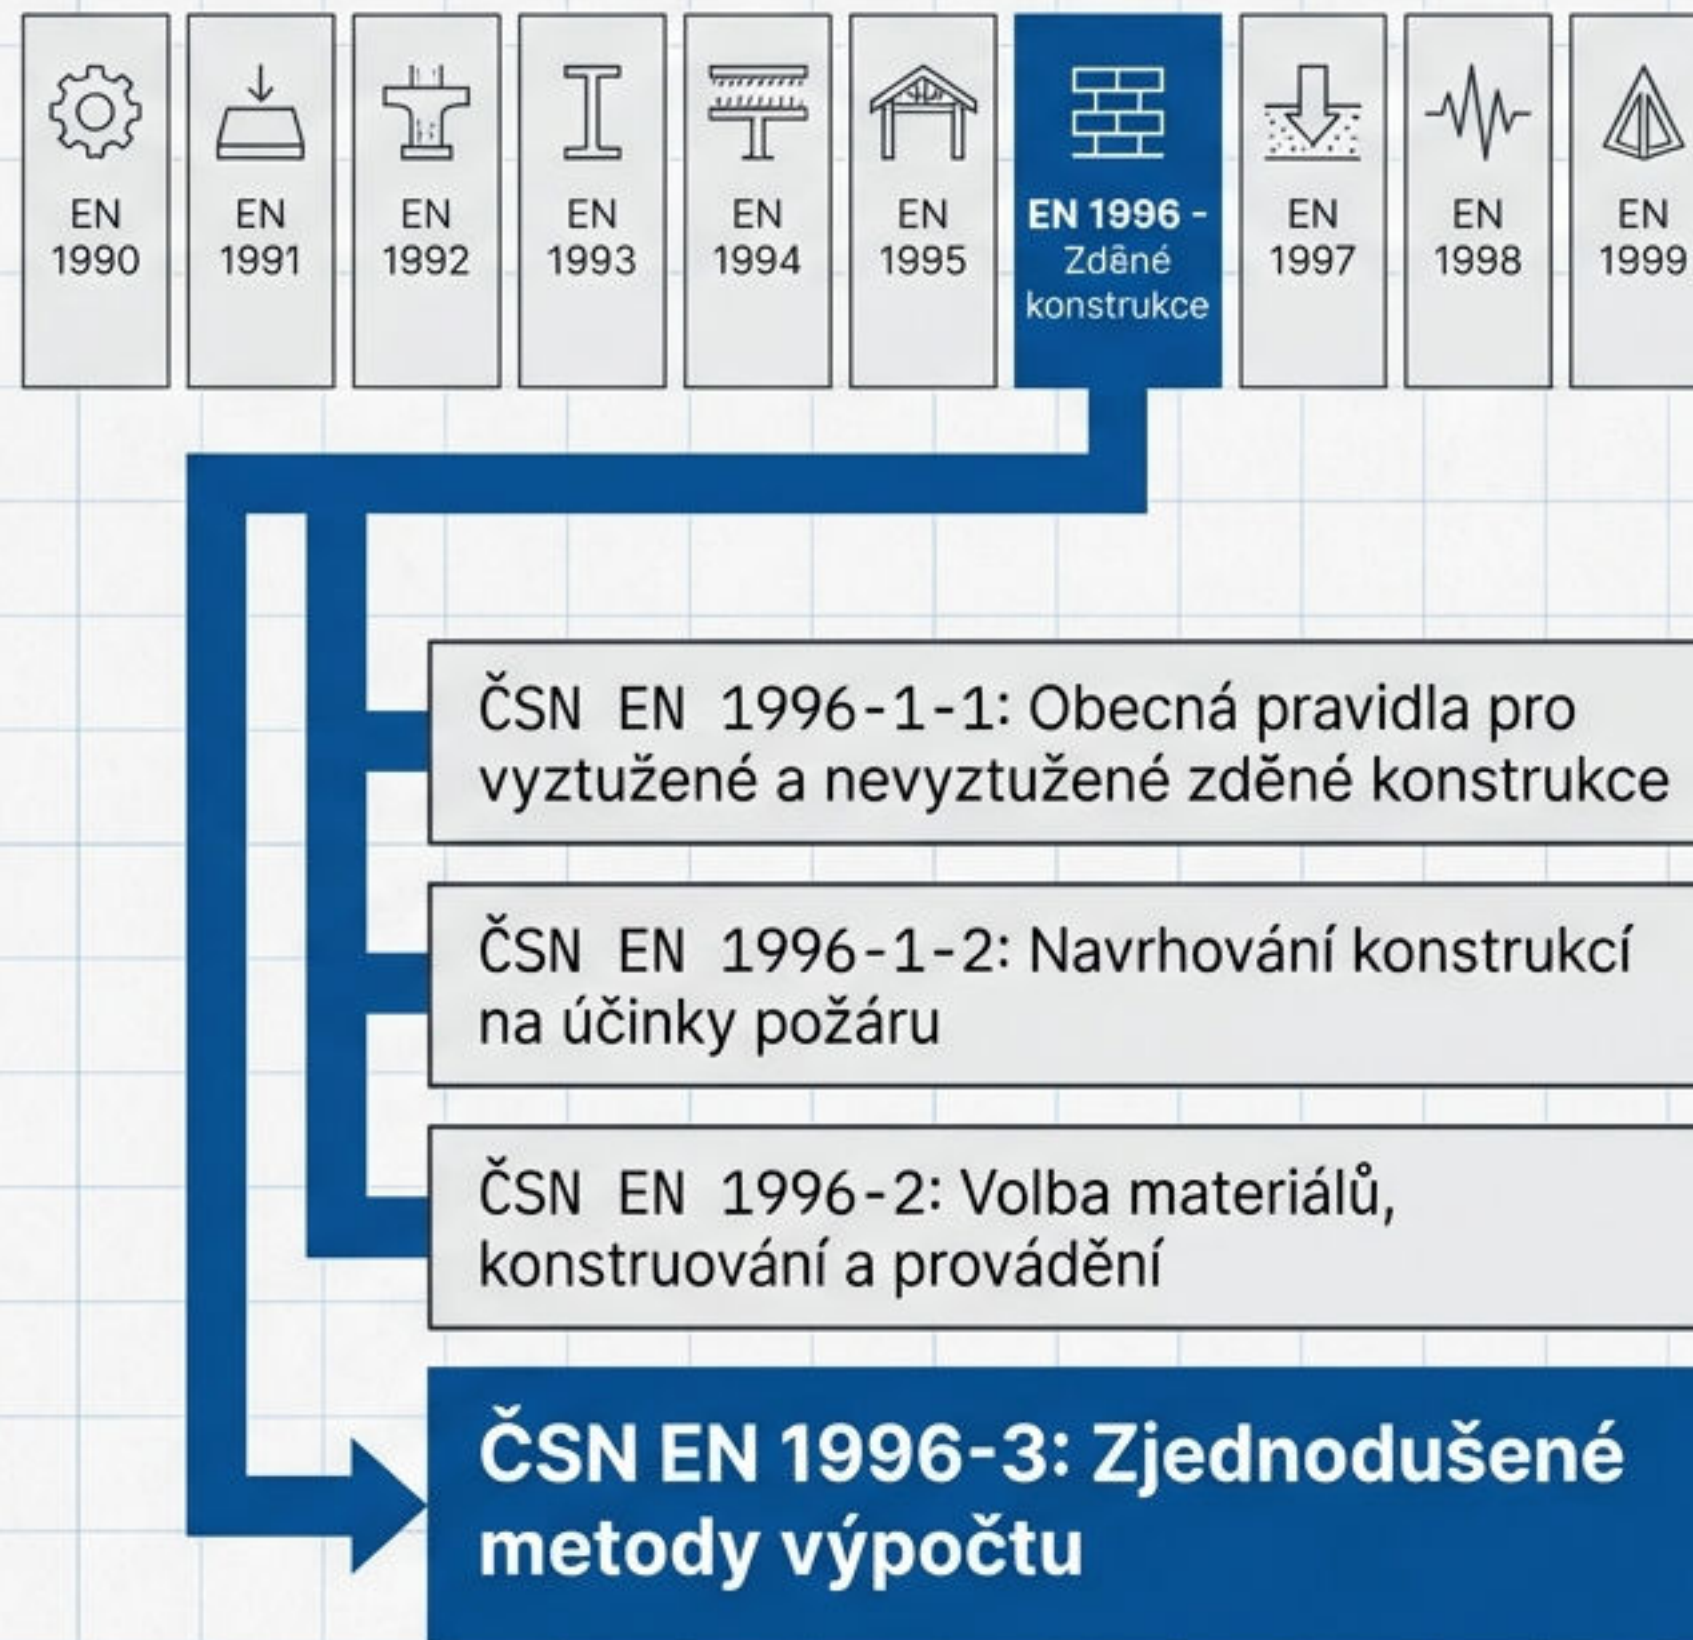 EN
1990
EN
1991
EN
1992
EN
1993
EN
1994
EN
1995
EN 1996 -
Zděné
konstrukce
EN
1997
EN
1998
EN
1999
ČSN EN 1996-1-1: Obecná pravidla pro
vyztužené a nevyztužené zděné konstrukce
ČSN EN 1996-1-2: Navrhování konstrukcí
na účinky požáru
ČSN EN 1996-2: Volba materiálů,
konstruování a provádění
ČSN EN 1996-3: Zjednodušené
metody výpočtu